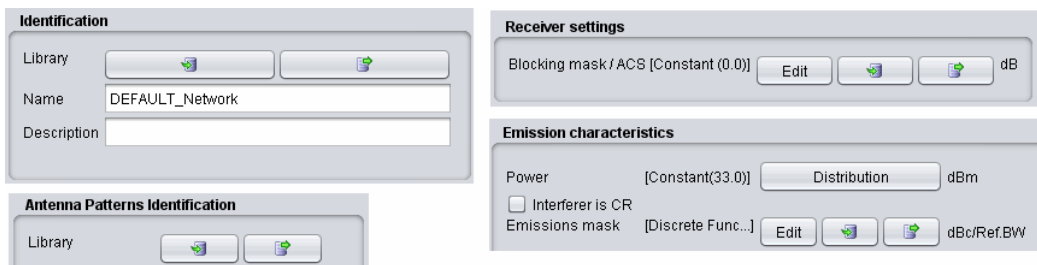 Identification
Library
Name DEFAULT_Network
Description
Antenna Patterns Identification
Library
Receiver settings
Blocking mask / ACS [Constant (0.0)] Edit dB
Emission characteristics
Power [Constant(33.0)] Distribution dBm
Interferer is CR
Emissions mask [Discrete Func...] Edit dBc/Ref.BW